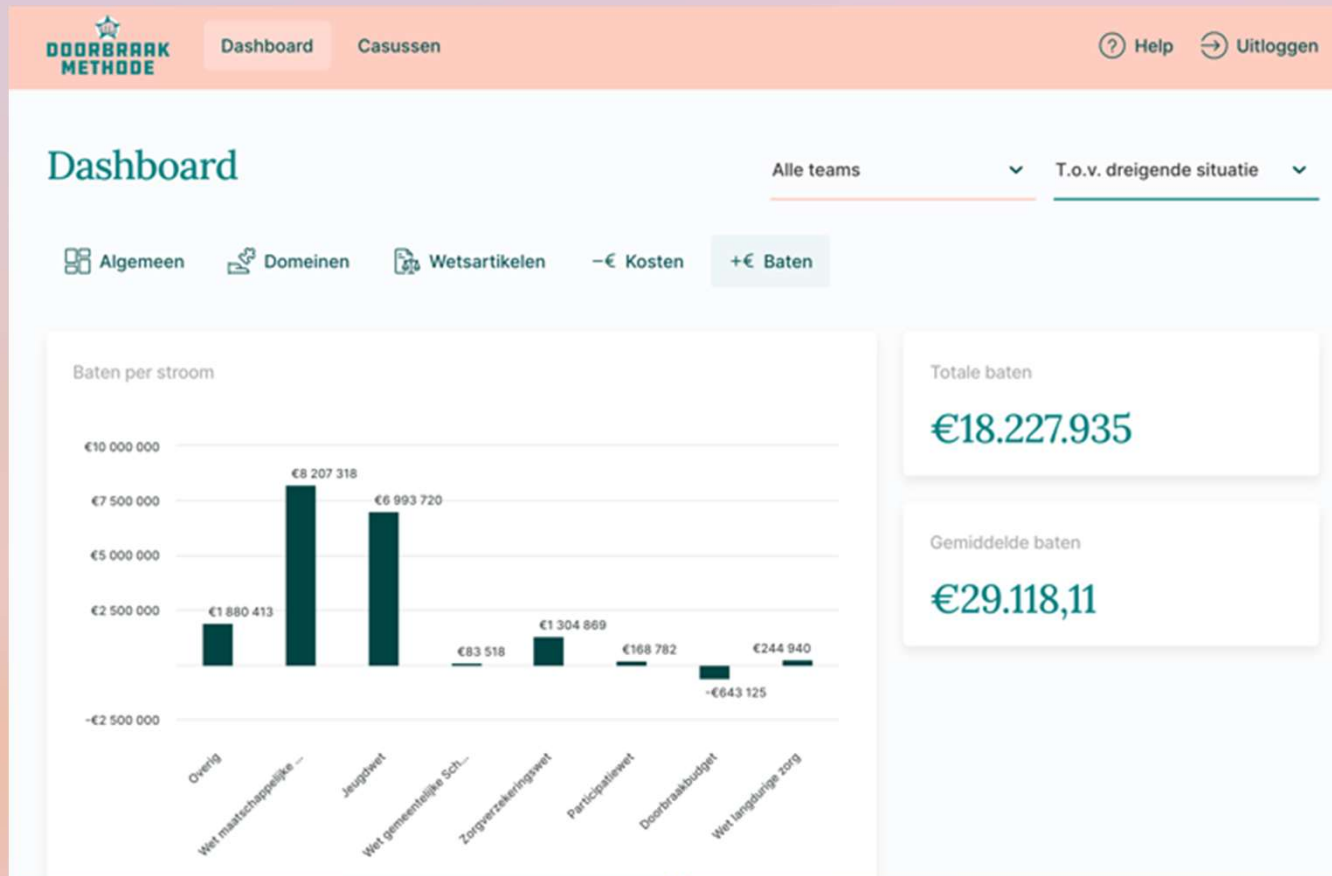 DOORBRAAK
METHODE
Dashboard
Casussen
Help
Uitloggen
Dashboard
Alle teams
T.o.v. dreigende situatie
Algemeen
Domeinen
Wetsartikelen
−€ Kosten
+€ Baten
Baten per stroom
€10 000 000
€7 500 000
€5 000 000
€2 500 000
-€2 500 000
€1 880 413
€8 207 318
€6 993 720
€83 518
€1 304 869
€168 782
-€643 125
€244 940
Overig
Wet maatschappelijke ...
Jeugdwet
Wet gemeentelijke Sch...
Zorgverzekeringswet
Participatiewet
Doorbraakbudget
Wet langdurige zorg
Totale baten
€18.227.935
Gemiddelde baten
€29.118,11